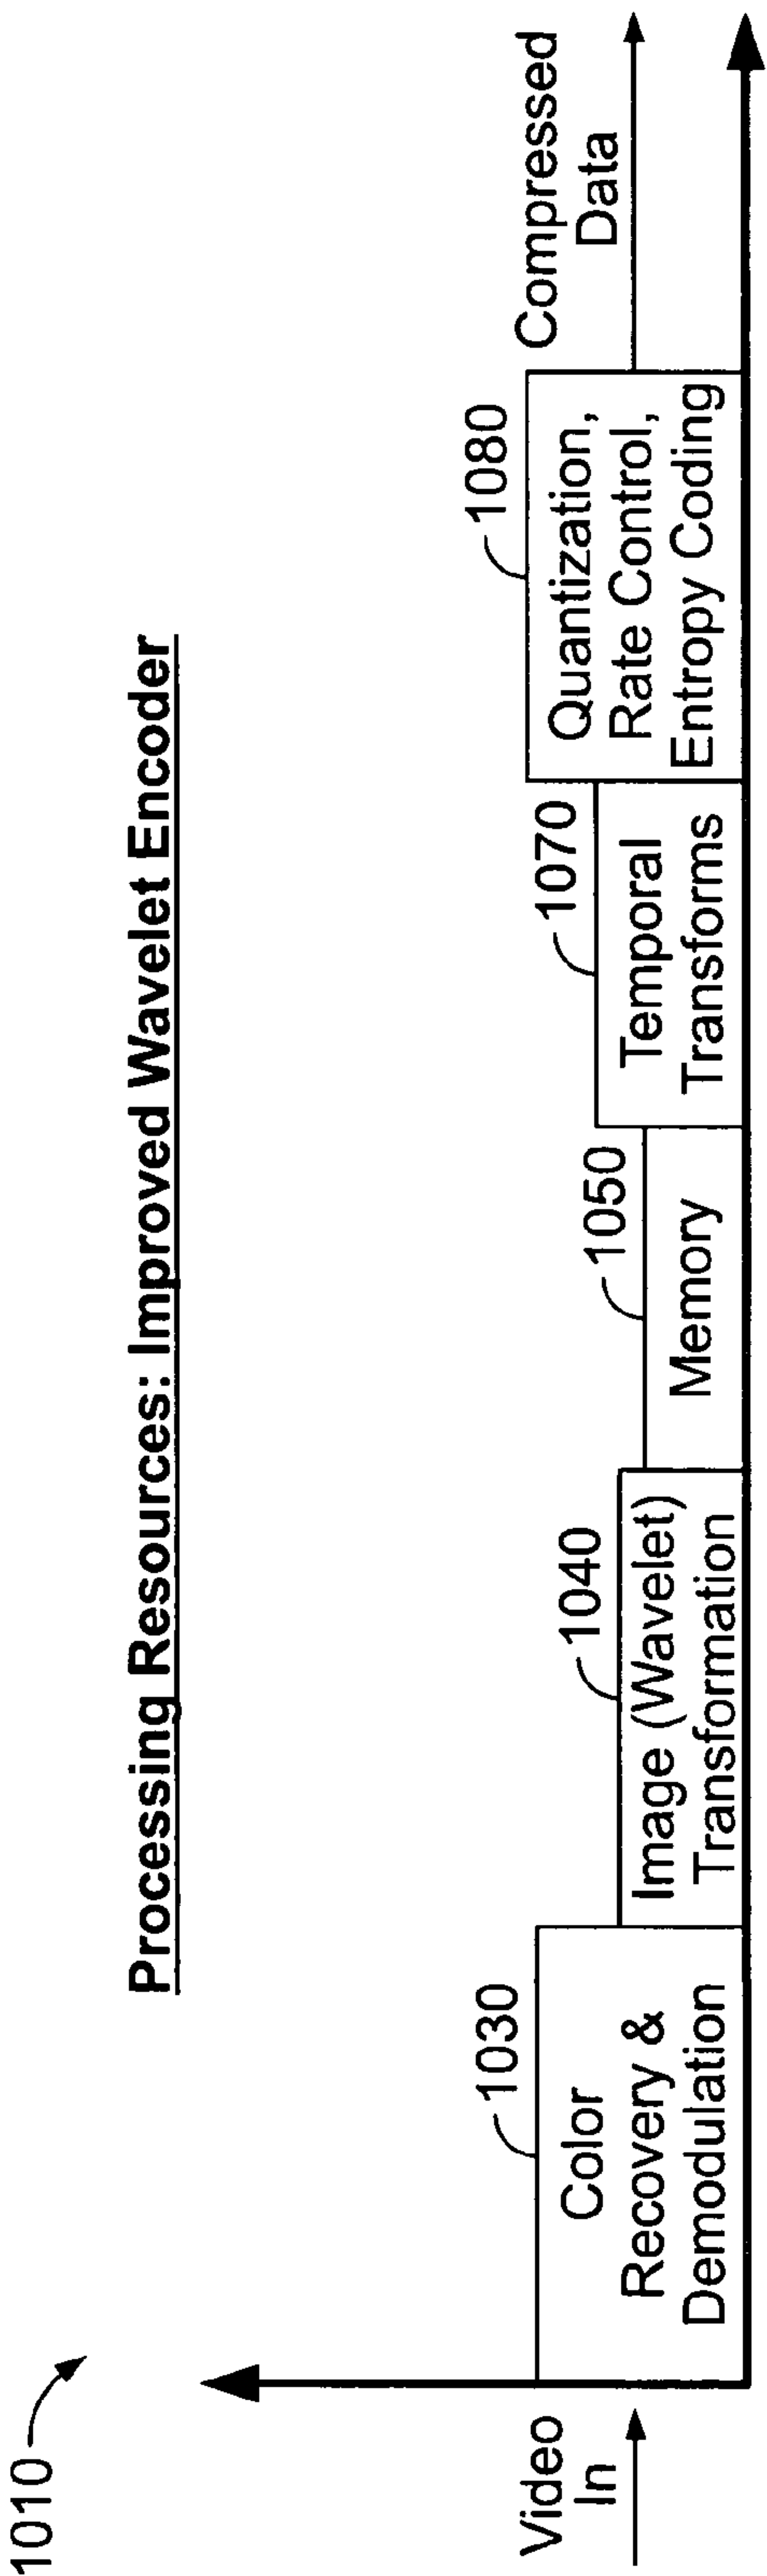 1010
Processing Resources: Improved Wavelet Encoder
Video
In
1030
Color
Recovery &
Demodulation
1040
Image (Wavelet)
Transformation
1050
Memory
1070
Temporal
Transforms
1080
Quantization,
Rate Control,
Entropy Coding
Compressed
Data